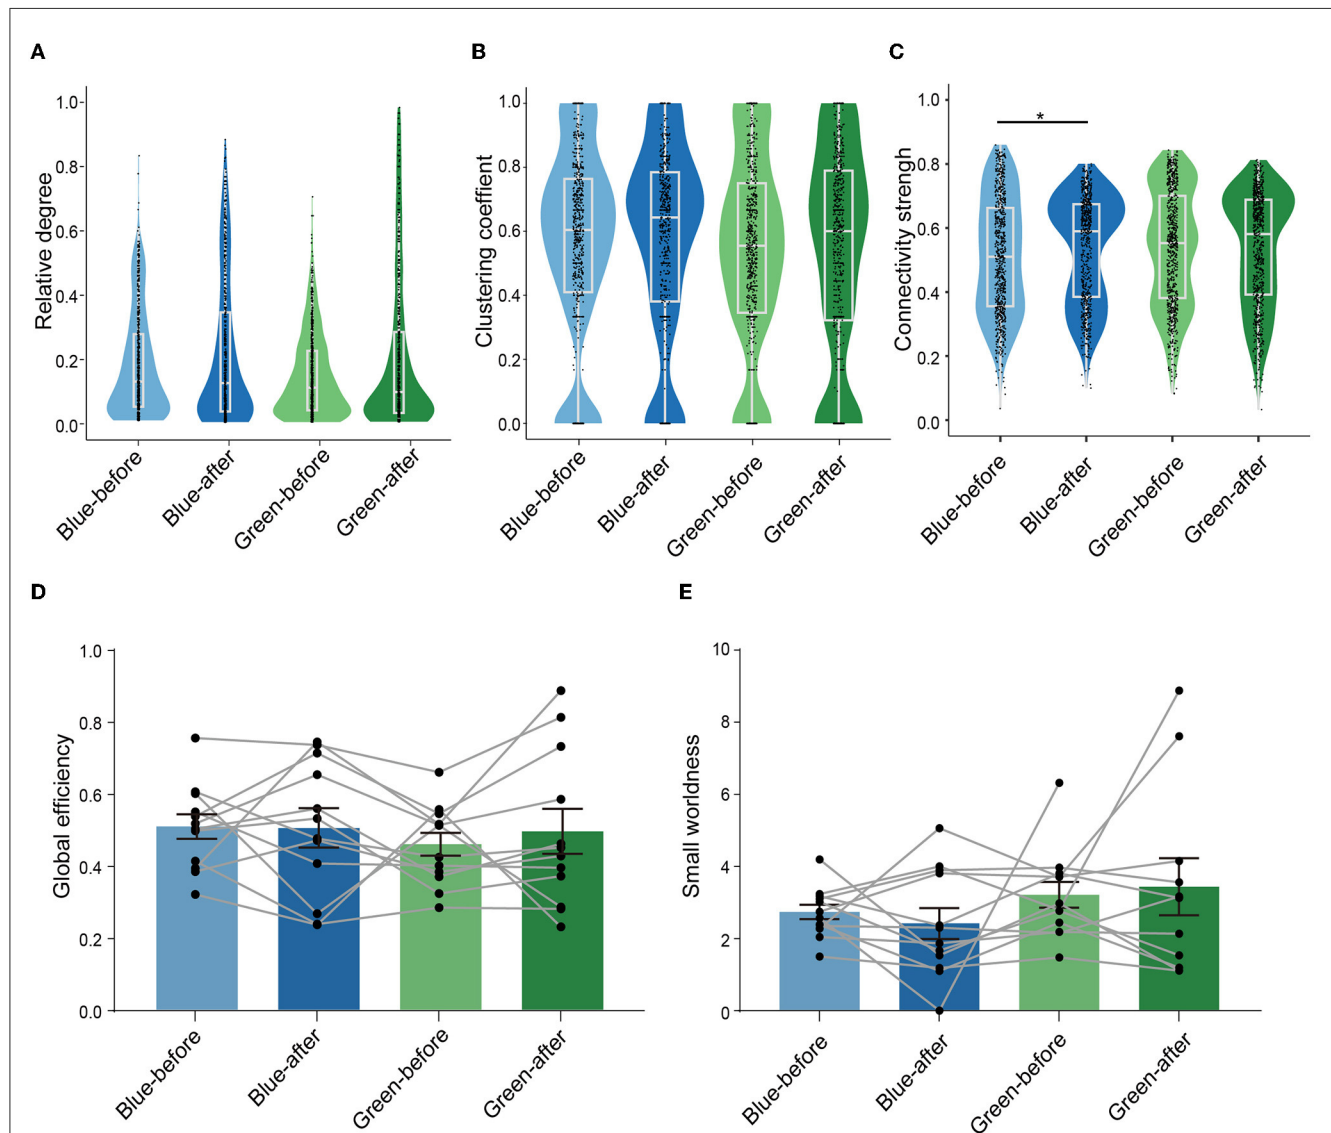 A
B
C
Relative degree
1.0
0.8
0.6
0.4
0.2
0.0
Blue-before
Blue-after
Green-before
Green-after
Clustering coeffient
1.0
0.8
0.6
0.4
0.2
0.0
Blue-before
Blue-after
Green-before
Green-after
Connectivity strengh
1.0
0.8
0.6
0.4
0.2
0.0
*
Blue-before
Blue-after
Green-before
Green-after
D
E
Global efficiency
1.0
0.8
0.6
0.4
0.2
0.0
Blue-before
Blue-after
Green-before
Green-after
Small worldness
10
8
6
4
2
0
Blue-before
Blue-after
Green-before
Green-after